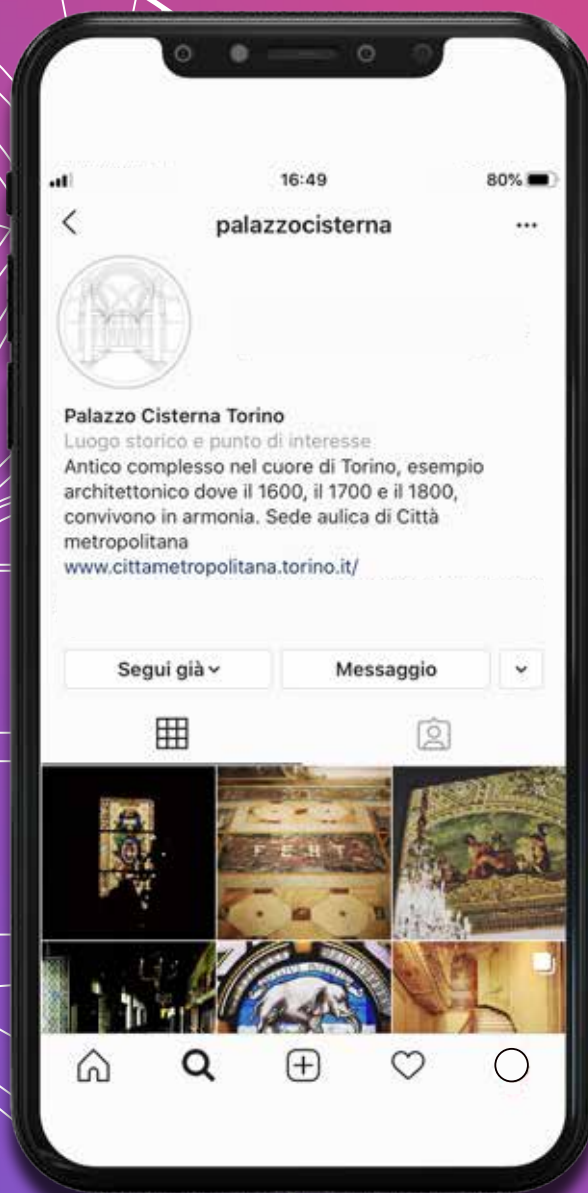 16:49
80%
palazzocisterna
Palazzo Cisterna Torino
Luogo storico e punto di interesse
Antico complesso nel cuore di Torino, esempio
architettonico dove il 1600, il 1700 e il 1800,
convivono in armonia. Sede aulica di Città
metropolitana
www.cittametropolitana.torino.it/
Segui già
Messaggio
FERT